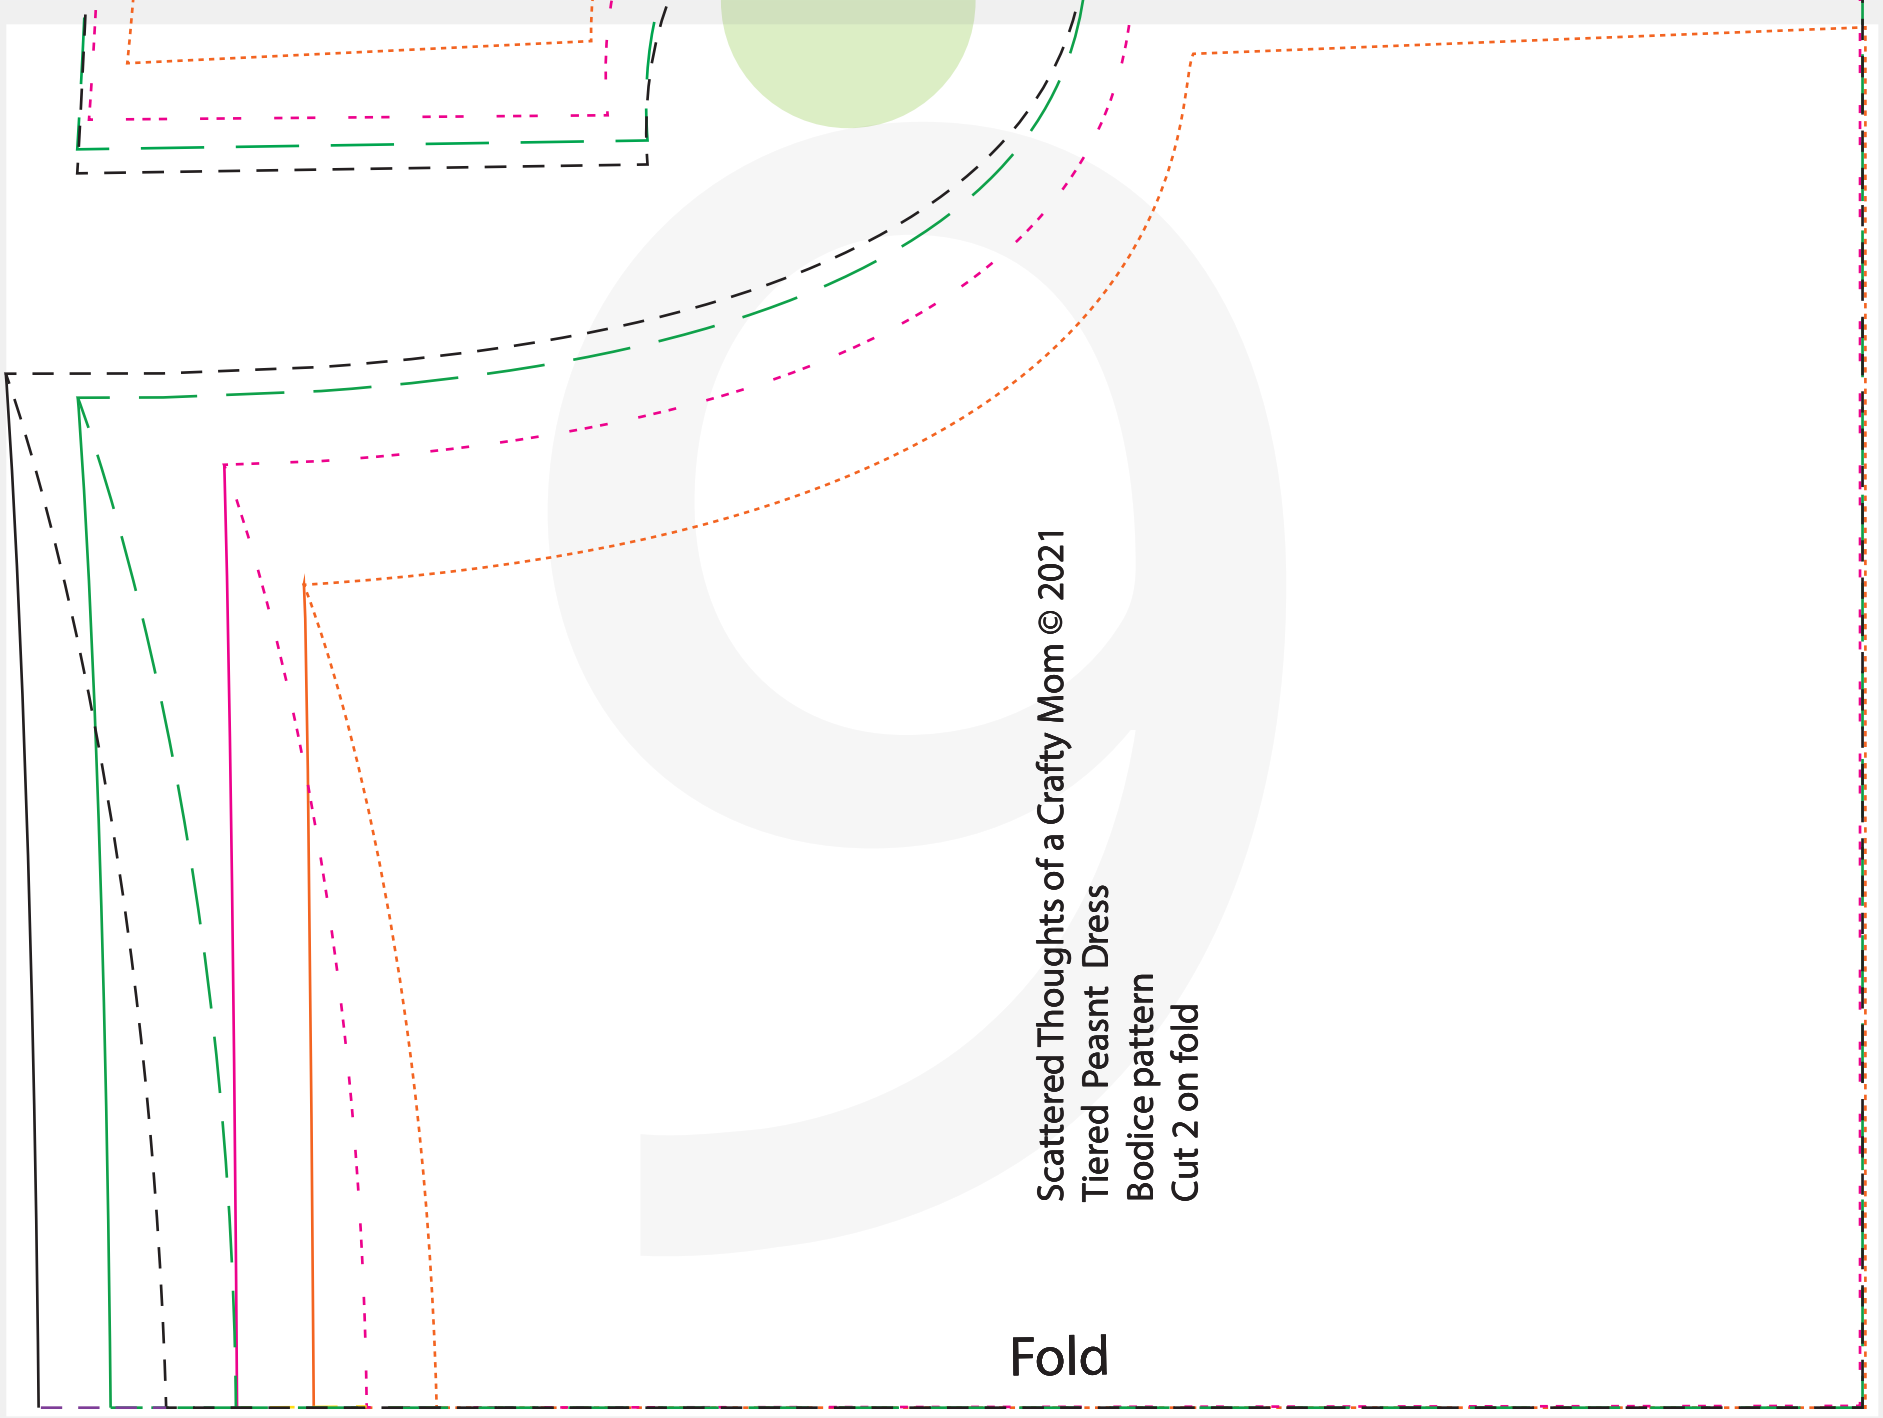 9
Scattered Thoughts of a Crafty Mom © 2021
Tiered Peasnt Dress
Bodice pattern
Cut 2 on fold
Fold